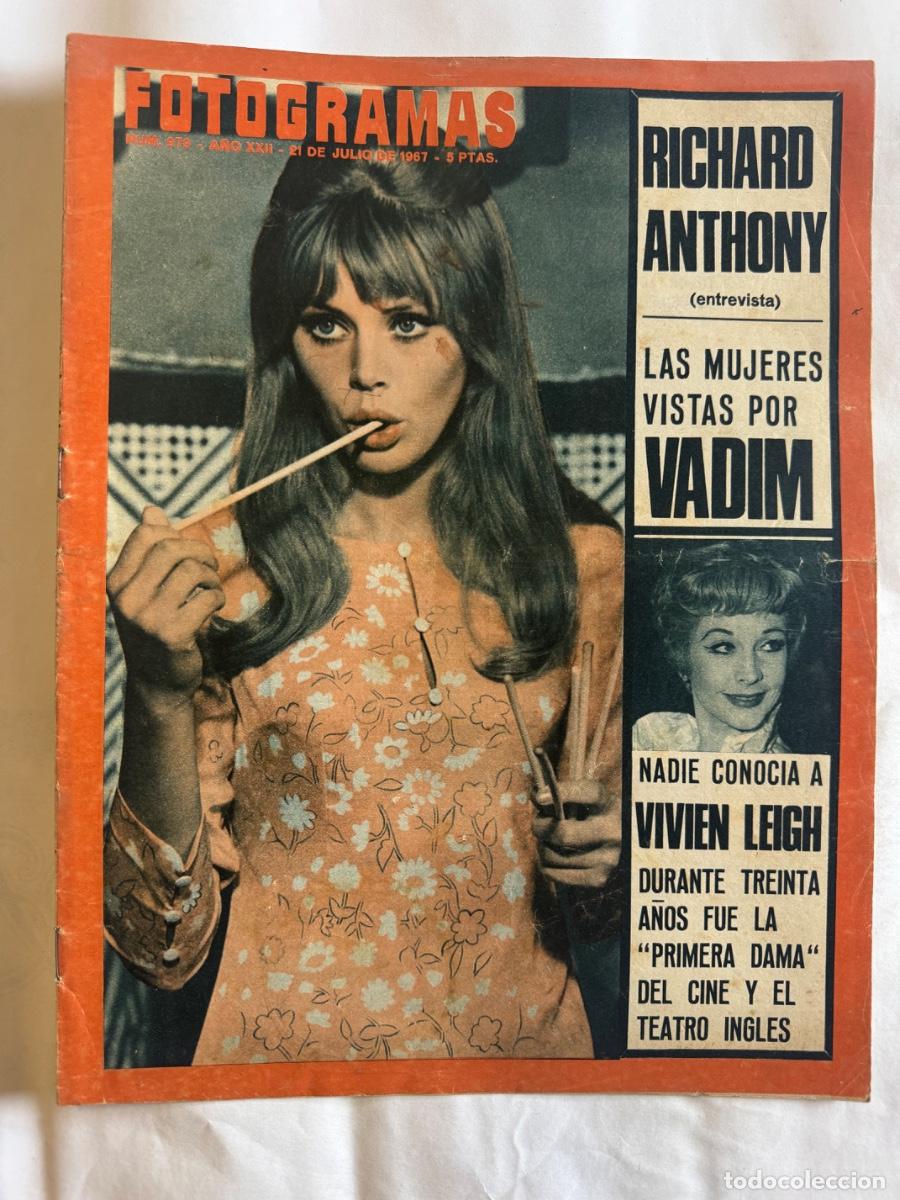 FOTOGRAMAS
NUM. 979 - AÑO XXII - 21 DE JULIO DE 1967 - 5 PTAS.
RICHARD
ANTHONY
(entrevista)
LAS MUJERES
VISTAS POR
VADIM
NADIE CONOCIA A
VIVIEN LEIGH
DURANTE TREINTA
AÑOS FUE LA
"PRIMERA DAMA"
DEL CINE Y EL
TEATRO INGLES
todocoleccion